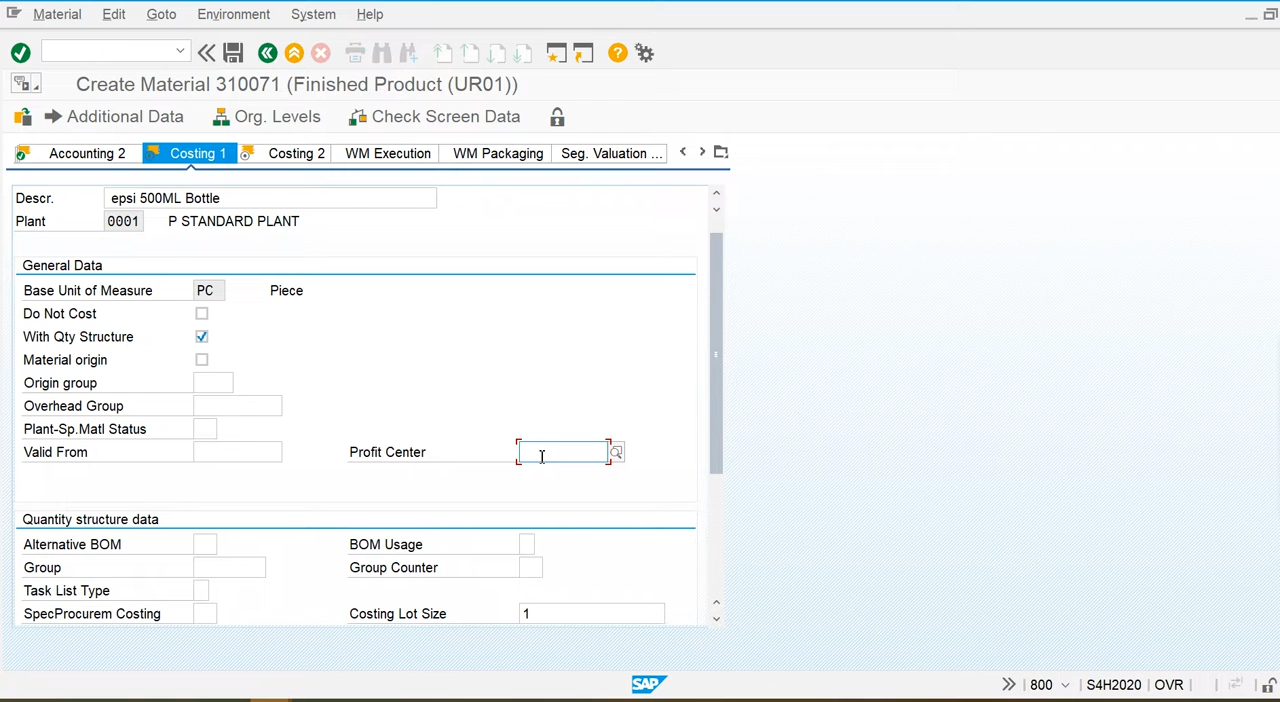 Material Edit Goto Environment System Help
Create Material 310071 (Finished Product (UR01))
Additional Data Org. Levels Check Screen Data
Accounting 2 Costing 1 Costing 2 WM Execution WM Packaging Seg. Valuation ...
Descr. epsi 500ML Bottle
Plant 0001 P STANDARD PLANT
General Data
Base Unit of Measure PC Piece
Do Not Cost
With Qty Structure
Material origin
Origin group
Overhead Group
Plant-Sp.Matl Status
Valid From Profit Center
Quantity structure data
Alternative BOM BOM Usage
Group Group Counter
Task List Type
SpecProcurem Costing Costing Lot Size 1
SAP 800 S4H2020 OVR